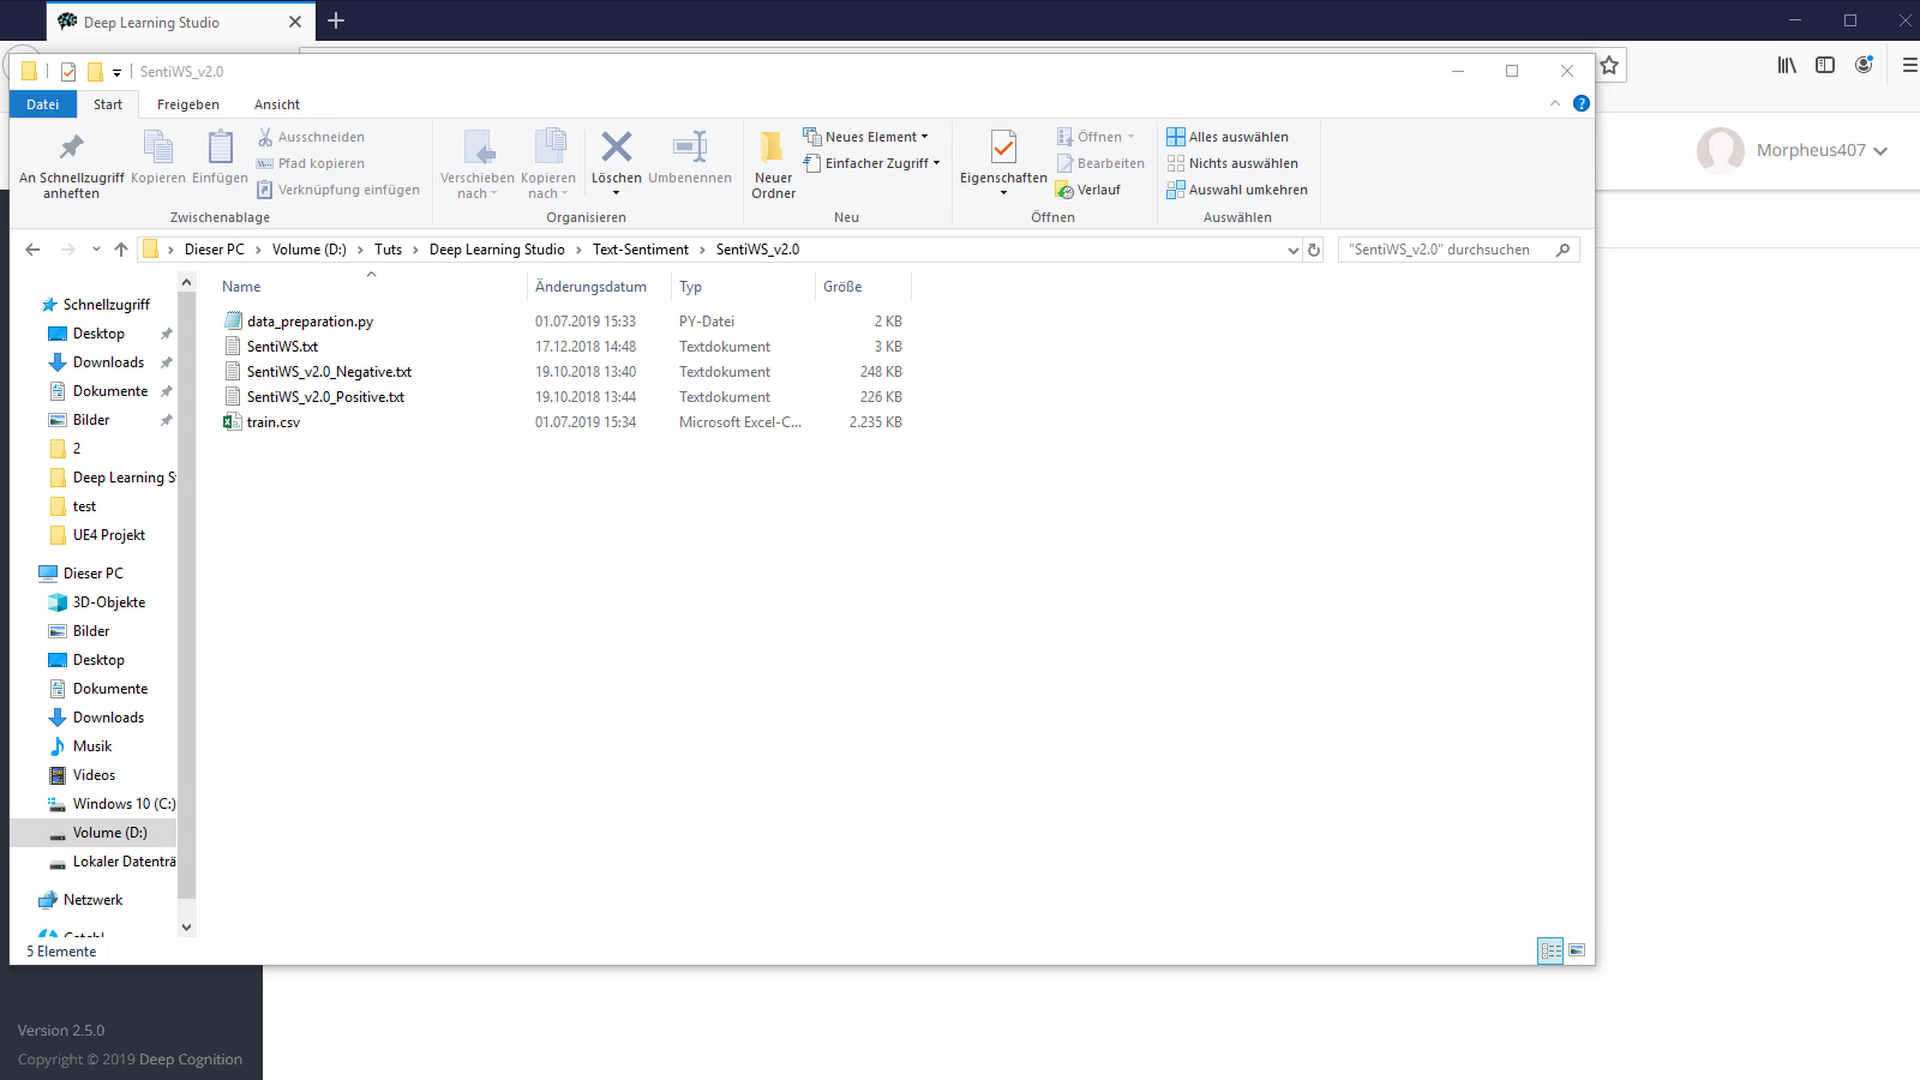 Deep Learning Studio
SentiWS_v2.0
Datei Start Freigeben Ansicht
Morpheus407
An Schnellzugriff anheften
Kopieren
Einfügen
Ausschneiden
Pfad kopieren
Verknüpfung einfügen
Zwischenablage
Verschieben nach
Kopieren nach
Löschen
Umbenennen
Organisieren
Neuer Ordner
Neues Element
Einfacher Zugriff
Neu
Eigenschaften
Öffnen
Bearbeiten
Verlauf
Öffnen
Alles auswählen
Nichts auswählen
Auswahl umkehren
Auswählen
Dieser PC Volume (D:) Tuts Deep Learning Studio Text-Sentiment SentiWS_v2.0
"SentiWS_v2.0" durchsuchen
Schnellzugriff
Desktop
Downloads
Dokumente
Bilder
2
Deep Learning S
test
UE4 Projekt
Dieser PC
3D-Objekte
Bilder
Desktop
Dokumente
Downloads
Musik
Videos
Windows 10 (C:)
Volume (D:)
Lokaler Datenträ
Netzwerk
Name Änderungsdatum Typ Größe
data_preparation.py 01.07.2019 15:33 PY-Datei 2 KB
SentiWS.txt 17.12.2018 14:48 Textdokument 3 KB
SentiWS_v2.0_Negative.txt 19.10.2018 13:40 Textdokument 248 KB
SentiWS_v2.0_Positive.txt 19.10.2018 13:44 Textdokument 226 KB
train.csv 01.07.2019 15:34 Microsoft Excel-C... 2.235 KB
5 Elemente
Version 2.5.0
Copyright © 2019 Deep Cognition